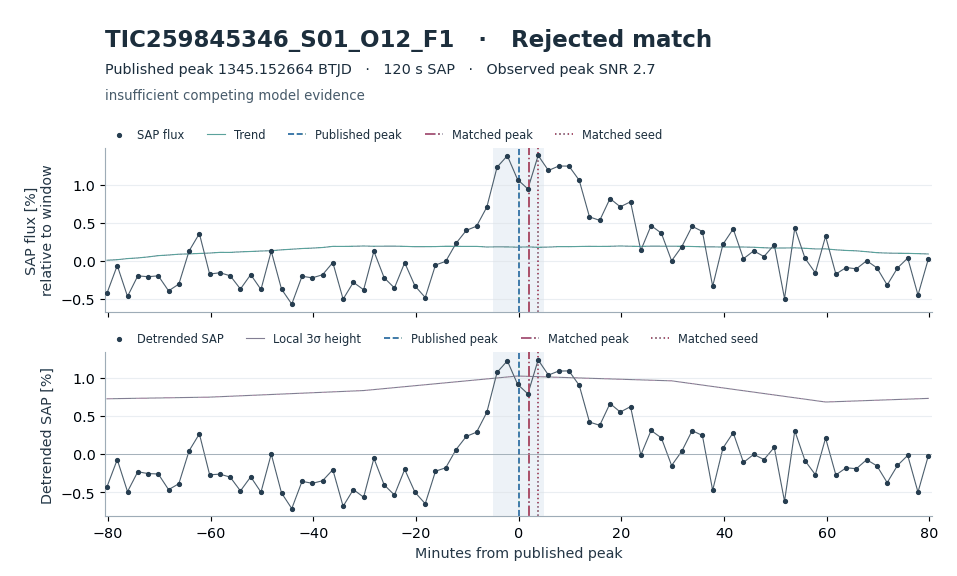 TIC259845346_S01_O12_F1 · Rejected match
Published peak 1345.152664 BTJD · 120 s SAP · Observed peak SNR 2.7
insufficient competing model evidence
SAP flux Trend Published peak Matched peak Matched seed
SAP flux [%]
relative to window
1.0
0.5
0.0
−0.5
Detrended SAP Local 3σ height Published peak Matched peak Matched seed
Detrended SAP [%]
1.0
0.5
0.0
−0.5
−80 −60 −40 −20 0 20 40 60 80
Minutes from published peak